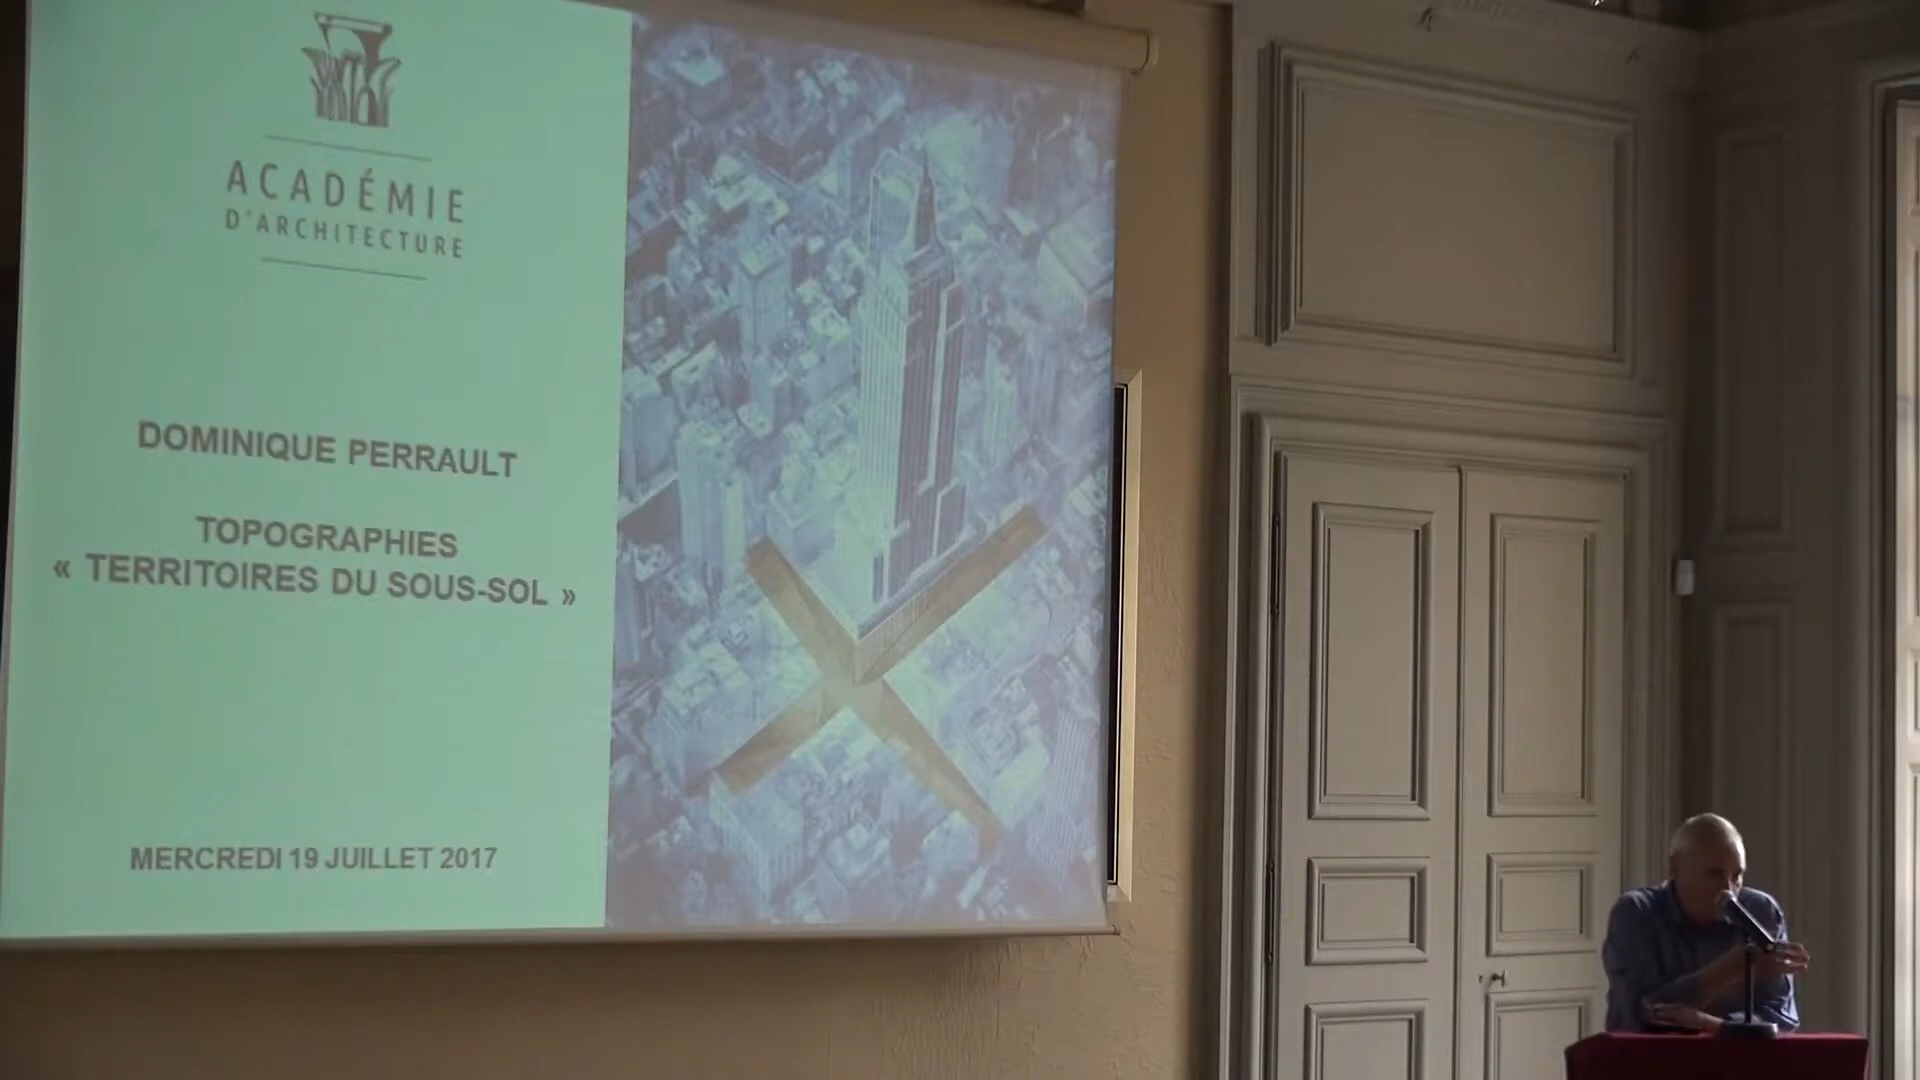 ACADÉMIE
D'ARCHITECTURE
DOMINIQUE PERRAULT
TOPOGRAPHIES
« TERRITOIRES DU SOUS-SOL »
MERCREDI 19 JUILLET 2017